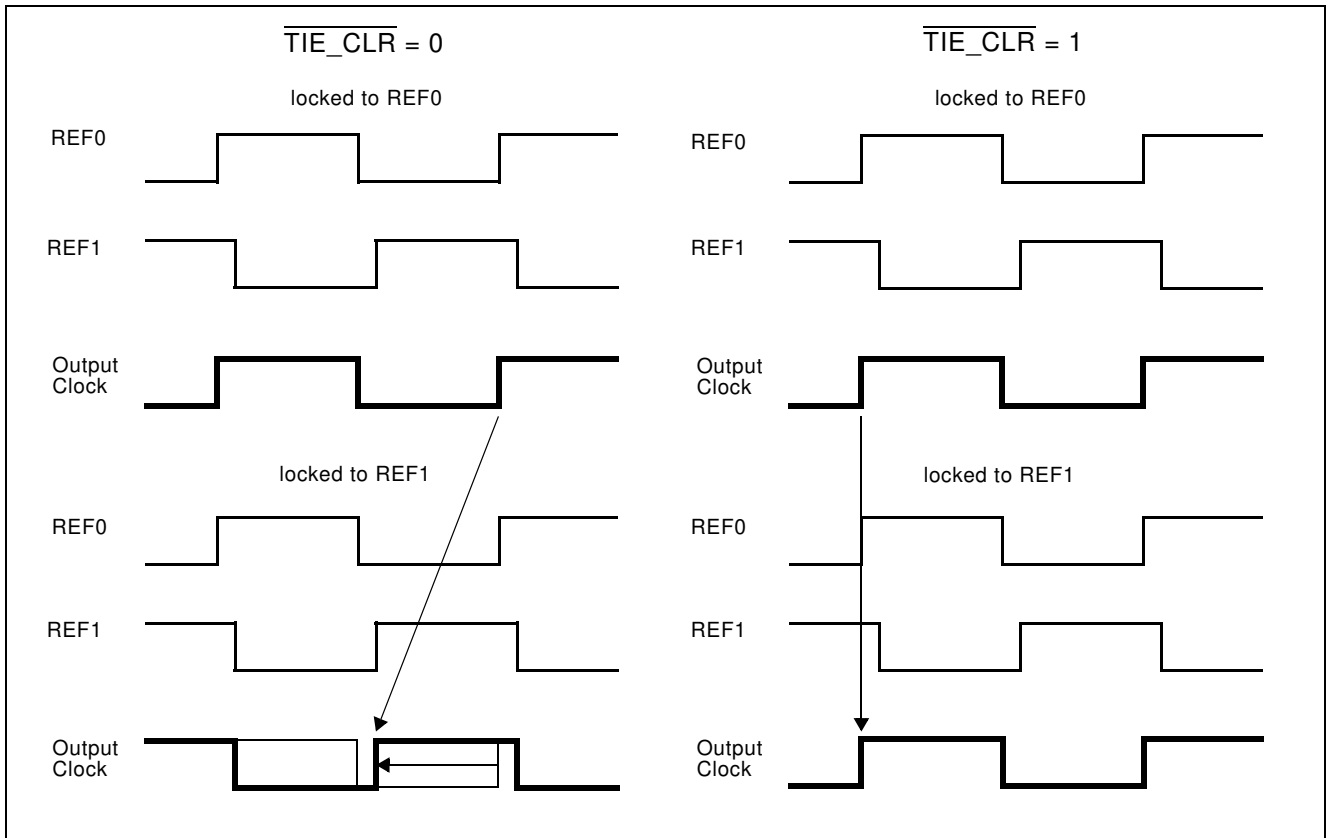 TIE_CLR = 0
locked to REF0
REF0
REF1
Output
Clock
locked to REF1
REF0
REF1
Output
Clock
TIE_CLR = 1
locked to REF0
REF0
REF1
Output
Clock
locked to REF1
REF0
REF1
Output
Clock